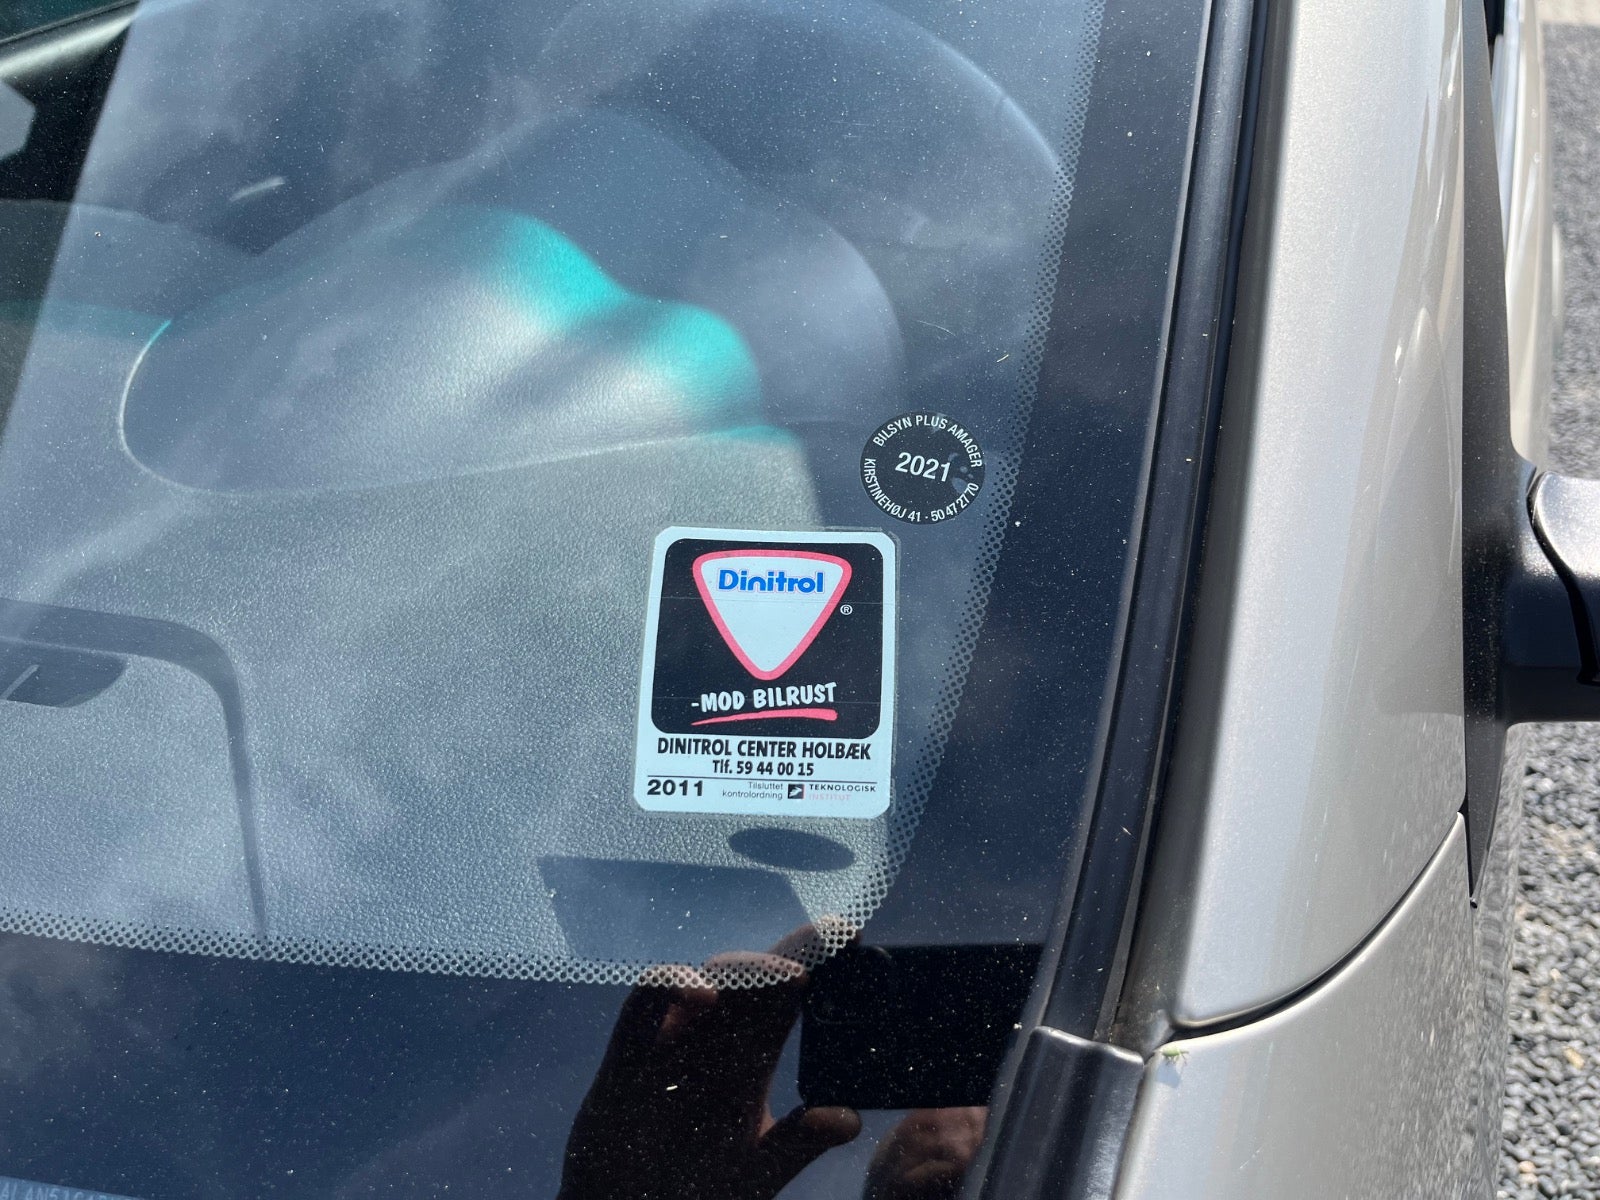 BILSYN PLUS AMAGER
2021
KIRSTINEHØJ 41 - 50 47 27 70
Dinitrol
®
-MOD BILRUST
DINITROL CENTER HOLBÆK
Tlf. 59 44 00 15
2011
Tilsluttet
kontrolordning
TEKNOLOGISK
INSTITUT